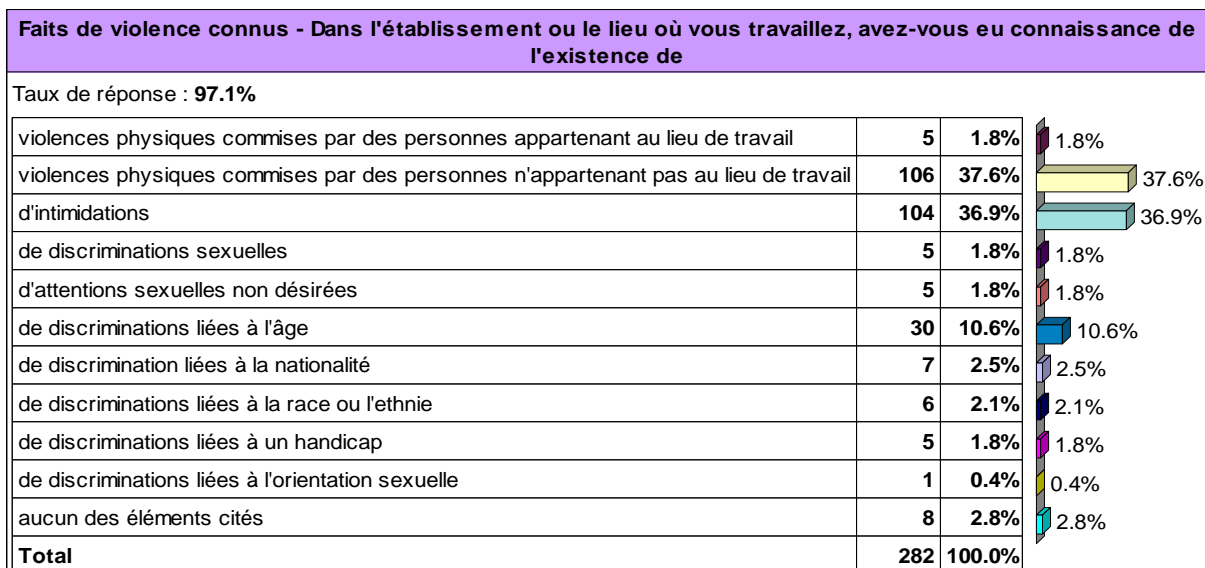 Faits de violence connus - Dans l'établissement ou le lieu où vous travaillez, avez-vous eu connaissance de
l'existence de
Taux de réponse : 97.1%
violences physiques commises par des personnes appartenant au lieu de travail 5 1.8% 1.8%
violences physiques commises par des personnes n'appartenant pas au lieu de travail 106 37.6% 37.6%
d'intimidations 104 36.9% 36.9%
de discriminations sexuelles 5 1.8% 1.8%
d'attentions sexuelles non désirées 5 1.8% 1.8%
de discriminations liées à l'âge 30 10.6% 10.6%
de discrimination liées à la nationalité 7 2.5% 2.5%
de discriminations liées à la race ou l'ethnie 6 2.1% 2.1%
de discriminations liées à un handicap 5 1.8% 1.8%
de discriminations liées à l'orientation sexuelle 1 0.4% 0.4%
aucun des éléments cités 8 2.8% 2.8%
Total 282 100.0%